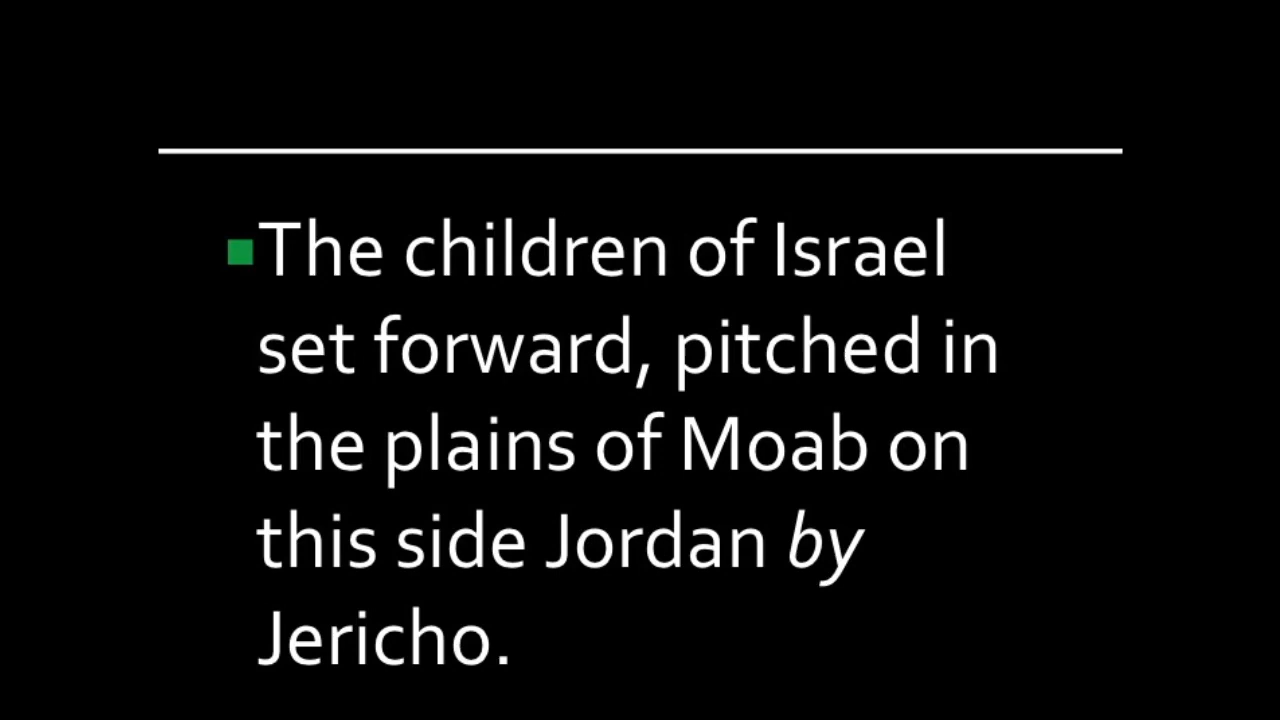 The children of Israel
set forward, pitched in
the plains of Moab on
this side Jordan by
Jericho.